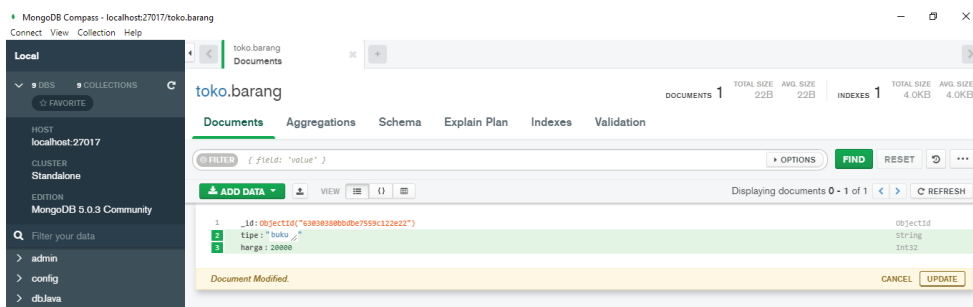 MongoDB Compass - localhost:27017/toko.barang
Connect View Collection Help
Local
9 DBS 9 COLLECTIONS
☆ FAVORITE
HOST
localhost:27017
CLUSTER
Standalone
EDITION
MongoDB 5.0.3 Community
Filter your data
admin
config
dbJava
toko.barang
Documents
toko.barang
DOCUMENTS 1
TOTAL SIZE AVG. SIZE
22B 22B
INDEXES 1
TOTAL SIZE AVG. SIZE
4.0KB 4.0KB
Documents Aggregations Schema Explain Plan Indexes Validation
FILTER { field: 'value' }
OPTIONS FIND RESET
ADD DATA VIEW {}
Displaying documents 0 - 1 of 1 < > REFRESH
1 _id: ObjectId("63030380bbdbe7559c122e22") ObjectId
2 tipe: "buku" String
3 harga: 20000 Int32
Document Modified. CANCEL UPDATE